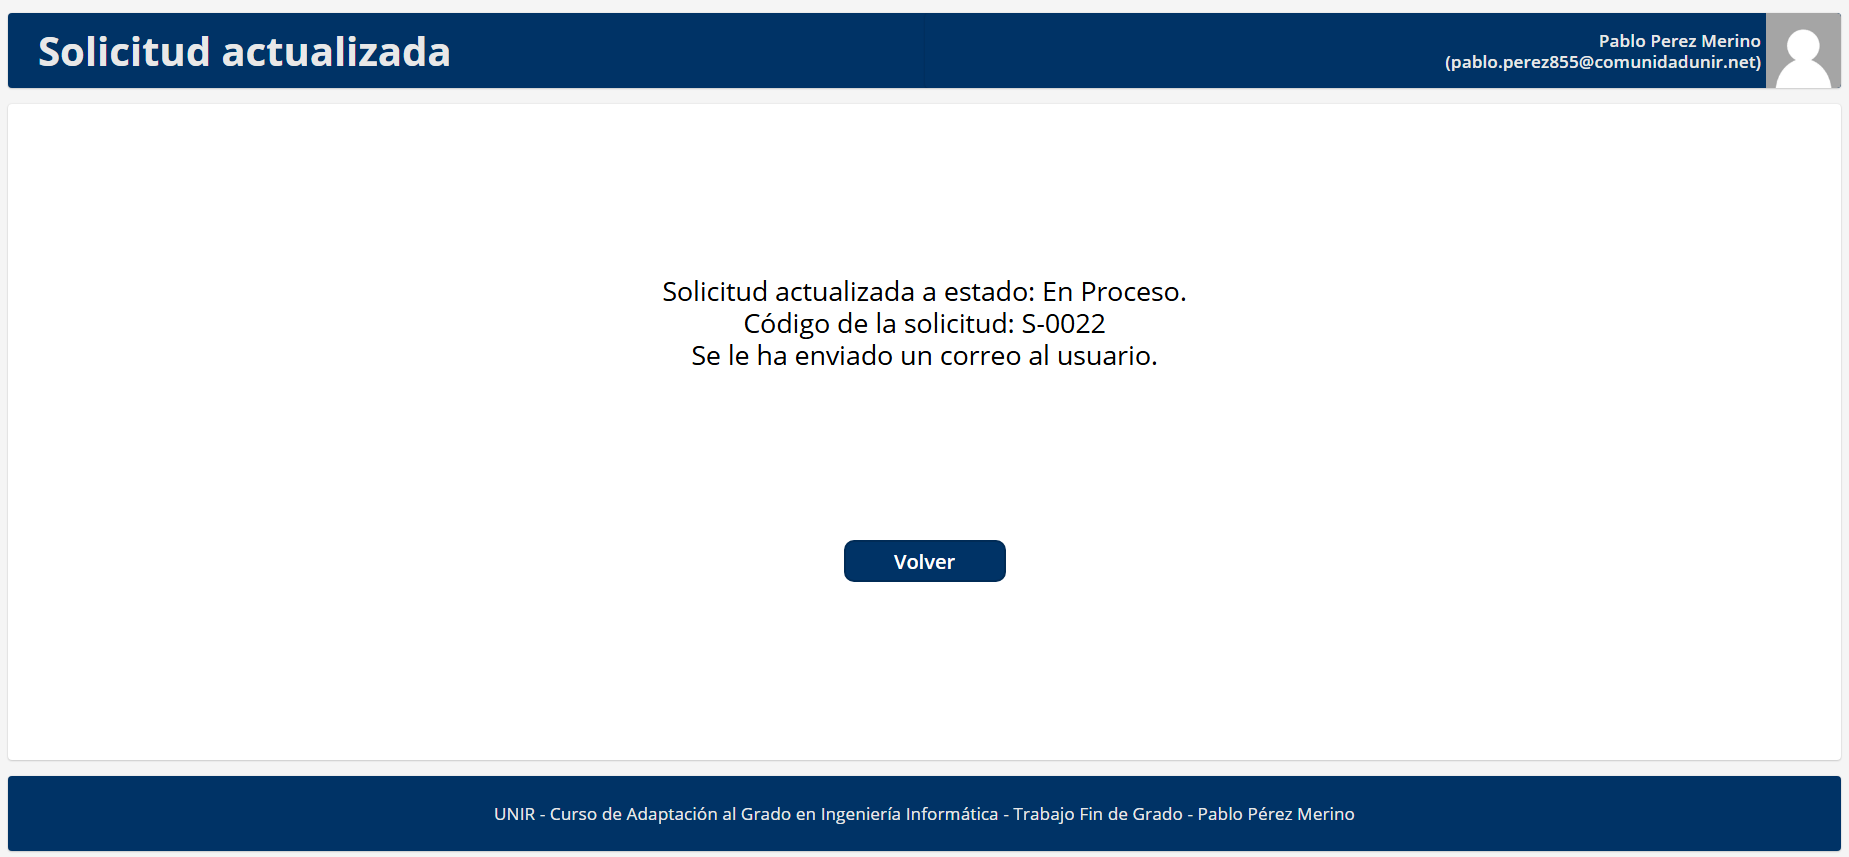 Solicitud actualizada
Pablo Perez Merino
(pablo.perez855@comunidadunir.net)
Solicitud actualizada a estado: En Proceso.
Código de la solicitud: S-0022
Se le ha enviado un correo al usuario.
Volver
UNIR - Curso de Adaptación al Grado en Ingeniería Informática - Trabajo Fin de Grado - Pablo Pérez Merino